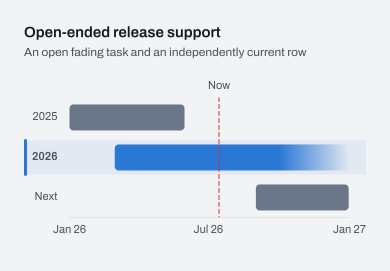 Open-ended release support
An open fading task and an independently current row
Now
2025
2026
Next
Jan 26 Jul 26 Jan 27